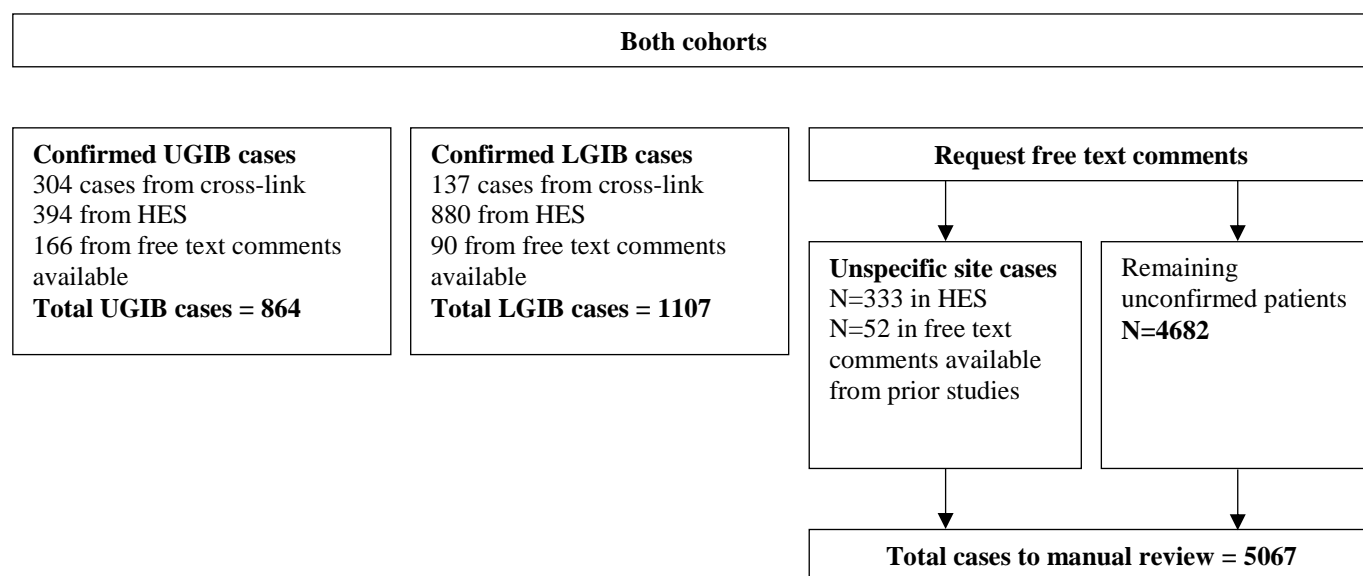 Both cohorts
Confirmed UGIB cases
304 cases from cross-link
394 from HES
166 from free text comments
available
Total UGIB cases = 864
Confirmed LGIB cases
137 cases from cross-link
880 from HES
90 from free text comments
available
Total LGIB cases = 1107
Request free text comments
Unspecific site cases
N=333 in HES
N=52 in free text
comments available
from prior studies
Remaining
unconfirmed patients
N=4682
Total cases to manual review = 5067